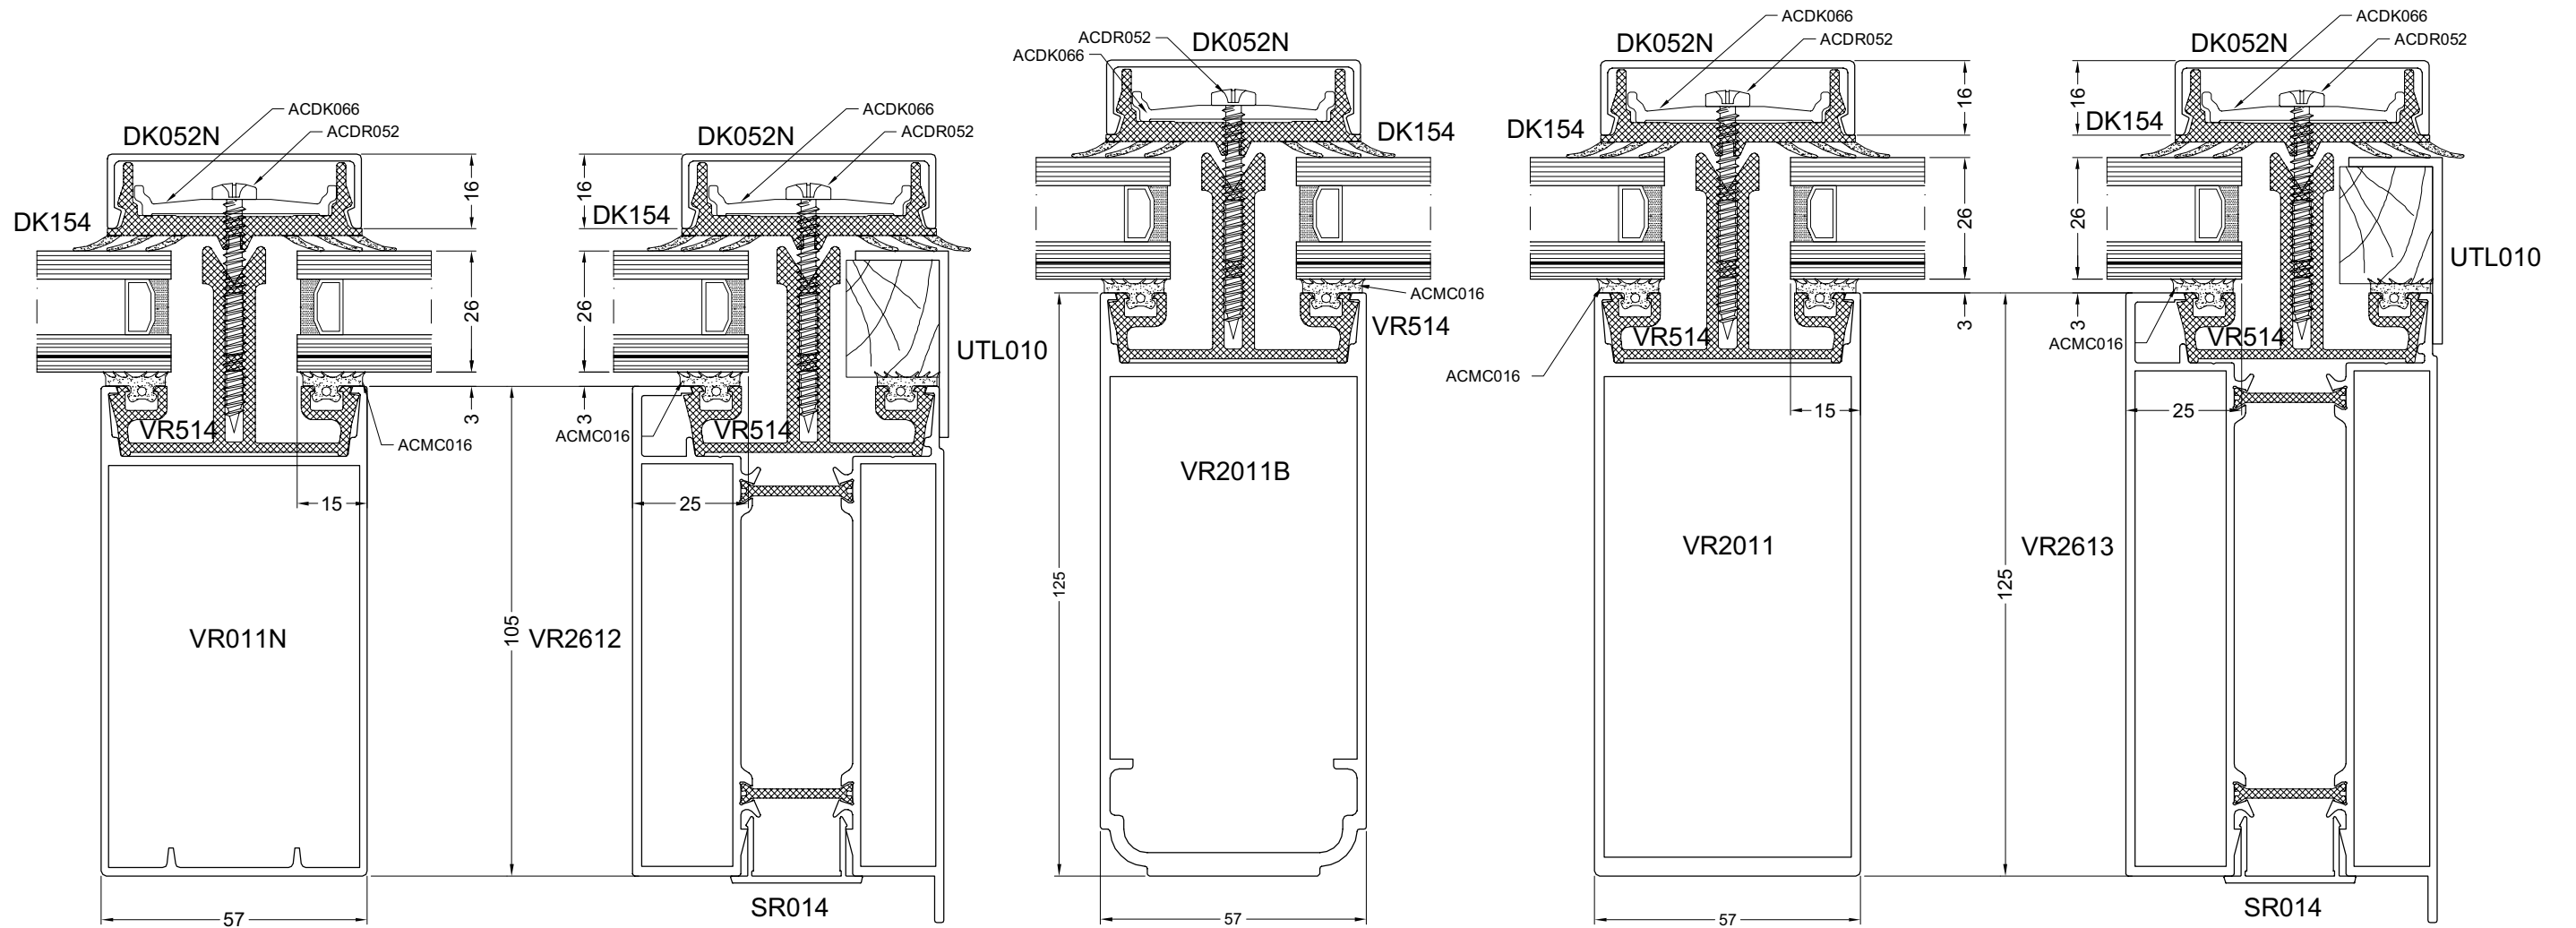 ACDK066
ACDR052
DK052N
DK154
16
26
3
VR514
ACMC016
15
VR011N
57
105
ACDK066
ACDR052
DK052N
DK154
16
26
3
VR514
ACMC016
UTL010
25
VR2612
SR014
ACDR052
DK052N
ACDK066
DK154
ACMC016
VR514
VR2011B
125
57
ACDK066
DK052N
ACDR052
DK154
16
26
3
VR514
ACMC016
15
VR2011
57
125
ACDK066
DK052N
ACDR052
DK154
16
26
3
VR514
ACMC016
UTL010
25
VR2613
SR014